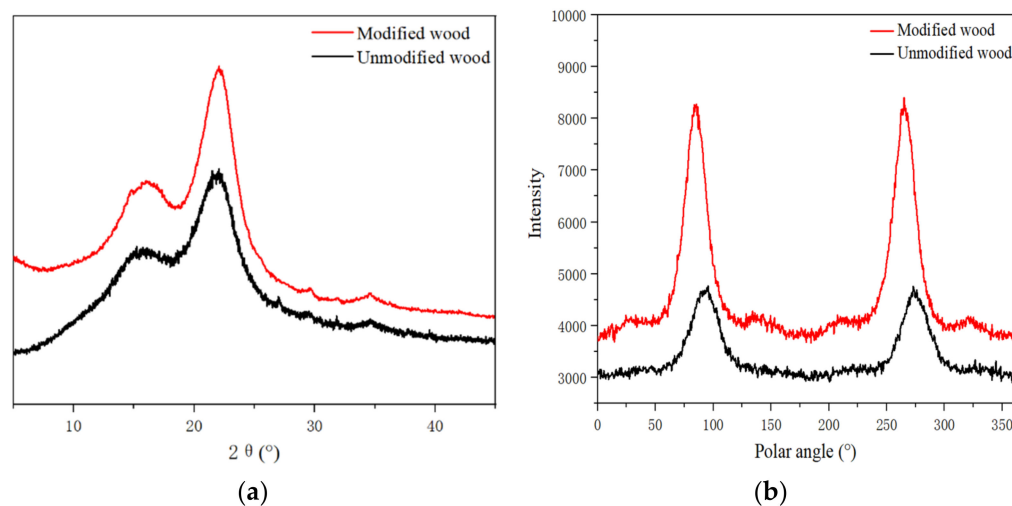 Modified wood
Unmodified wood
10 20 30 40
2 θ (°)
(a)
10000
9000
8000
7000
6000
5000
4000
3000
Intensity
Modified wood
Unmodified wood
0 50 100 150 200 250 300 350
Polar angle (°)
(b)